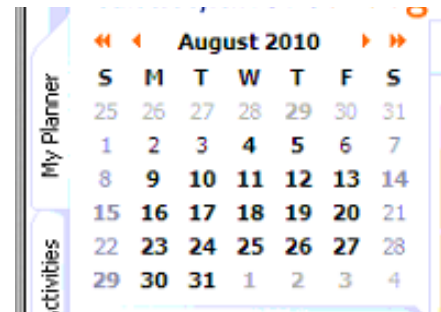 August 2010
S M T W T F S
25 26 27 28 29 30 31
1 2 3 4 5 6 7
8 9 10 11 12 13 14
15 16 17 18 19 20 21
22 23 24 25 26 27 28
29 30 31 1 2 3 4
My Planner